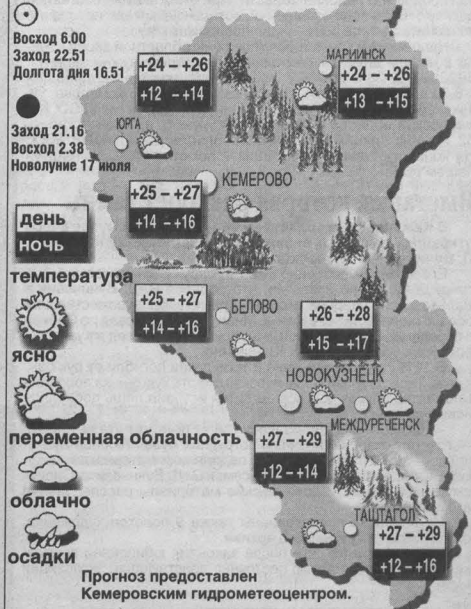 Восход 6.00
Заход 22.51
Долгота дня 16.51
Заход 21.16
Восход 2.38
Новолуние 17 июля
день
ночь
температура
ясно
переменная облачность
облачно
осадки
+24 – +26
+12 – +14
ЮРГА
МАРИИНСК
+24 – +26
+13 – +15
КЕМЕРОВО
+25 – +27
+14 – +16
+25 – +27
+14 – +16
БЕЛОВО
+26 – +28
+15 – +17
НОВОКУЗНЕЦК
МЕЖДУРЕЧЕНСК
+27 – +29
+12 – +14
ТАШТАГОЛ
+27 – +29
+12 – +16
Прогноз предоставлен
Кемеровским гидрометеоцентром.